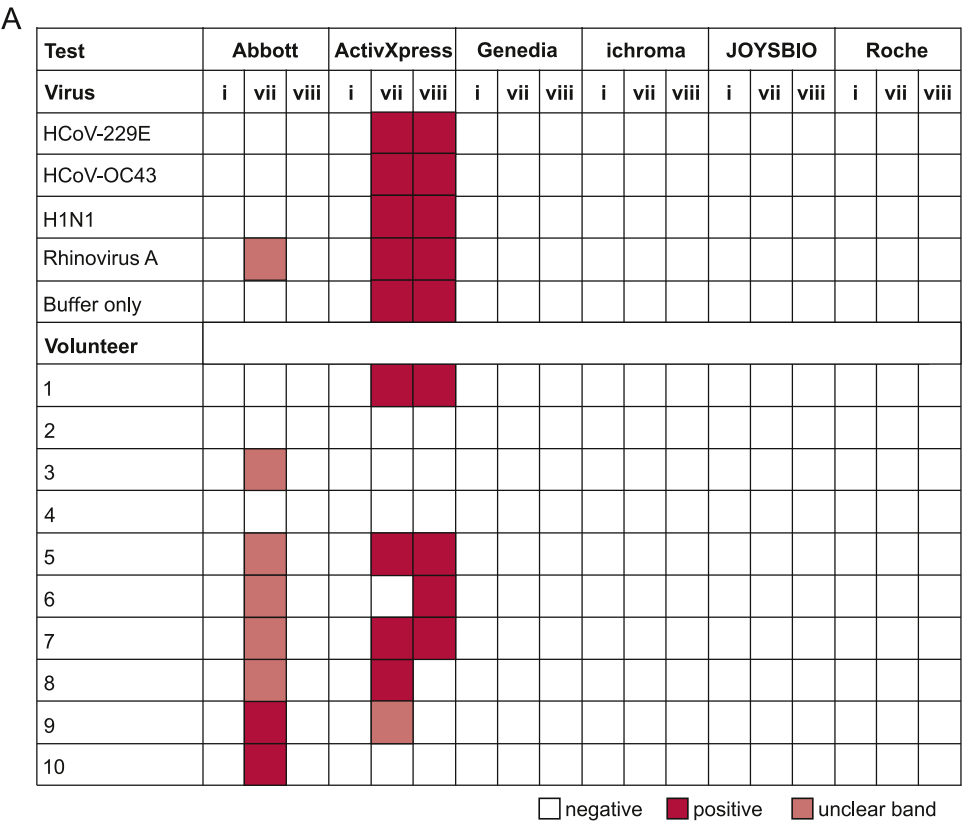 A
Test Abbott ActivXpress Genedia ichroma JOYSBIO Roche
Virus i vii viii i vii viii i vii viii i vii viii i vii viii i vii viii
HCoV-229E
HCoV-OC43
H1N1
Rhinovirus A
Buffer only
Volunteer
1
2
3
4
5
6
7
8
9
10
negative positive unclear band